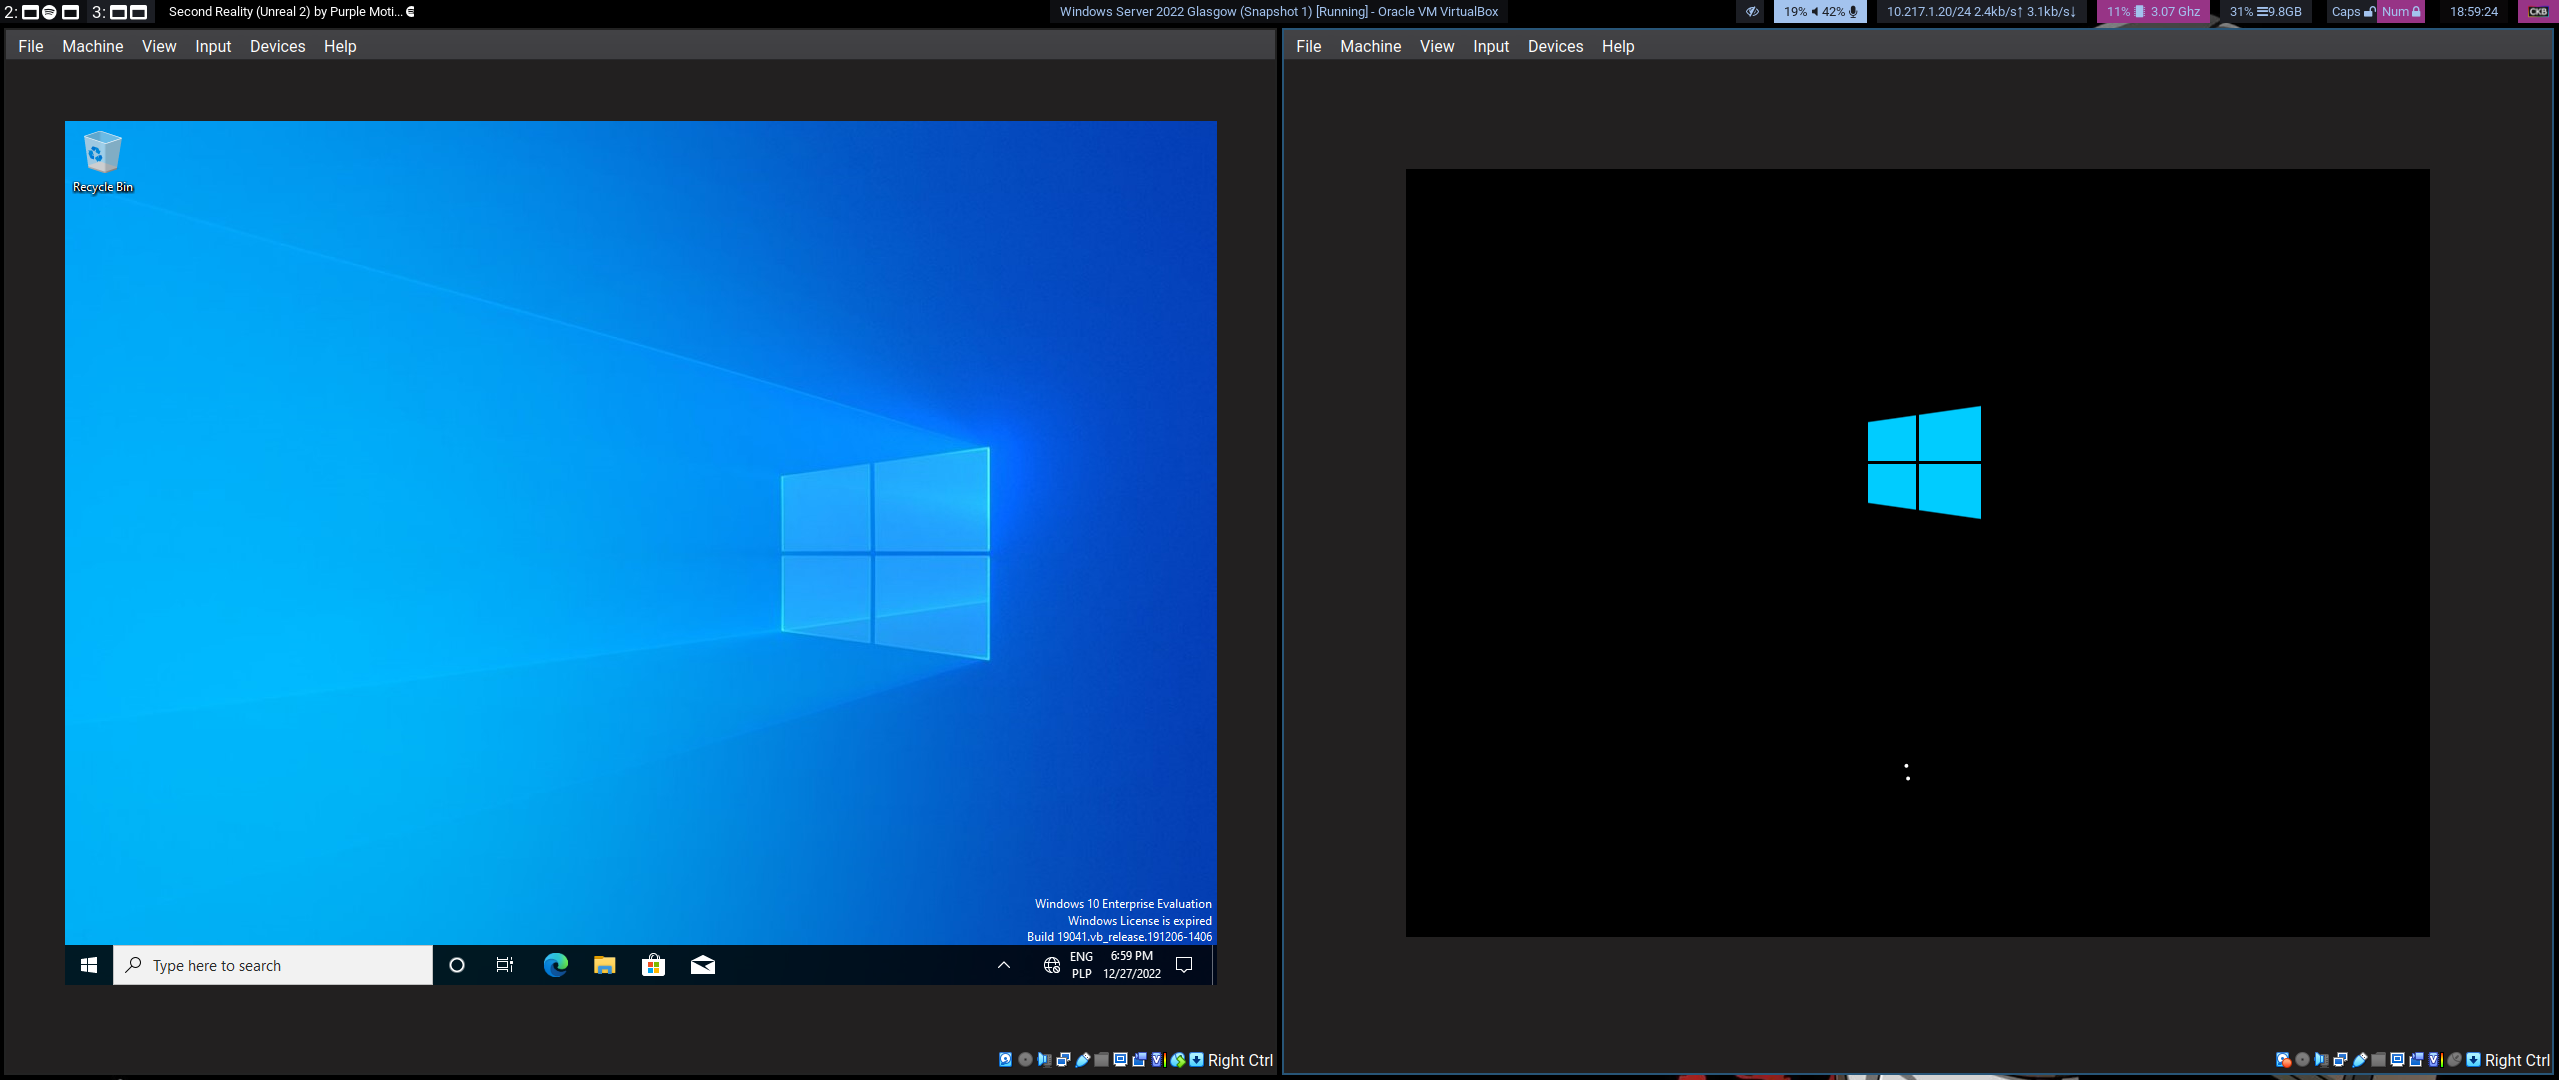 2:
3:
Second Reality (Unreal 2) by Purple Moti...
Windows Server 2022 Glasgow (Snapshot 1) [Running] - Oracle VM VirtualBox
19% 42%
10.217.1.20/24 2.4kb/s↑ 3.1kb/s↓
11% 3.07 Ghz
31% 9.8GB
Caps Num
18:59:24
CKB
File Machine View Input Devices Help
File Machine View Input Devices Help
Recycle Bin
Windows 10 Enterprise Evaluation
Windows License is expired
Build 19041.vb_release.191206-1406
Type here to search
ENG
PLP
6:59 PM
12/27/2022
Right Ctrl
Right Ctrl